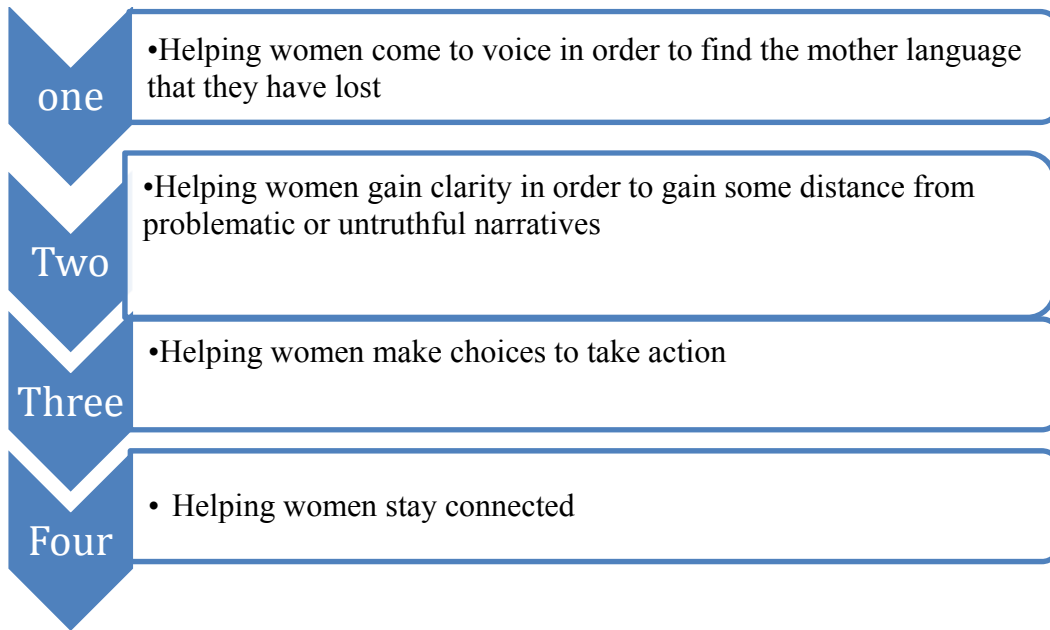 one
•Helping women come to voice in order to find the mother language
that they have lost
Two
•Helping women gain clarity in order to gain some distance from
problematic or untruthful narratives
Three
•Helping women make choices to take action
Four
• Helping women stay connected